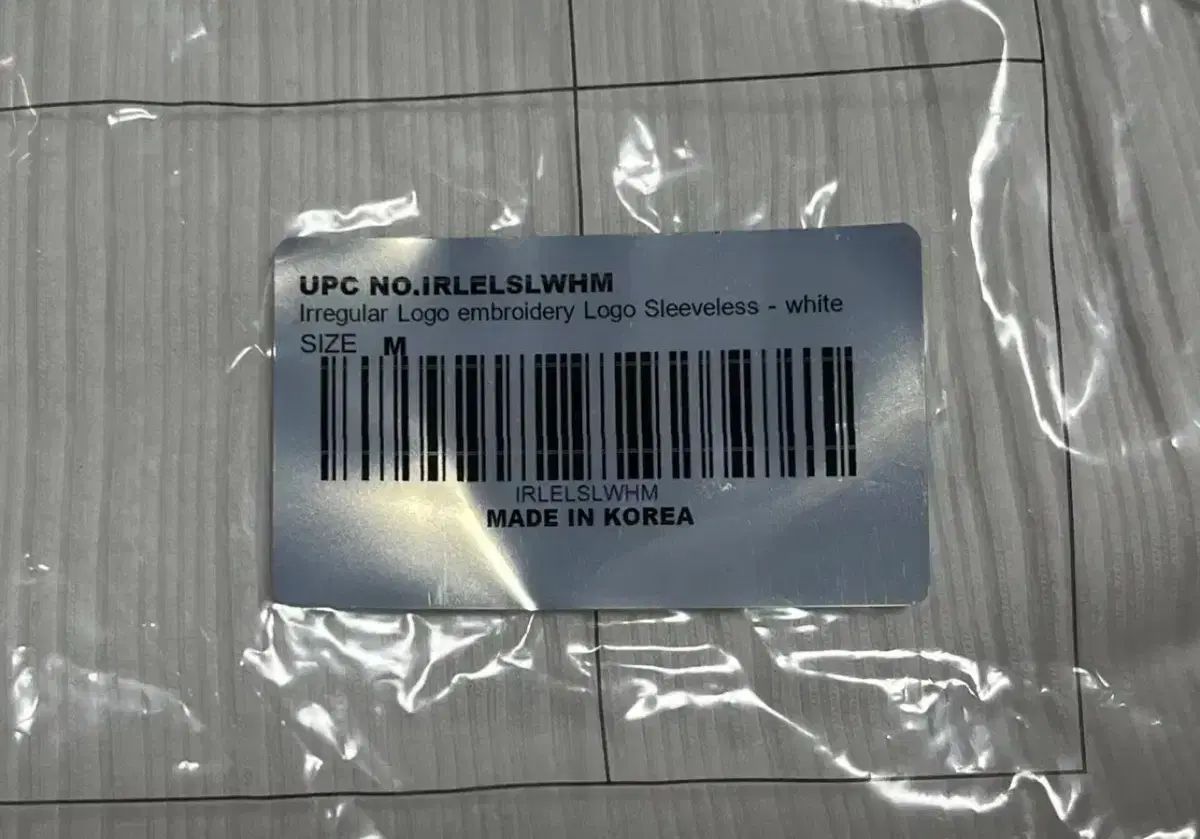 UPC NO.IRLELSLWHM
Irregular Logo embroidery Logo Sleeveless - white
SIZE M
IRLELSLWHM
MADE IN KOREA